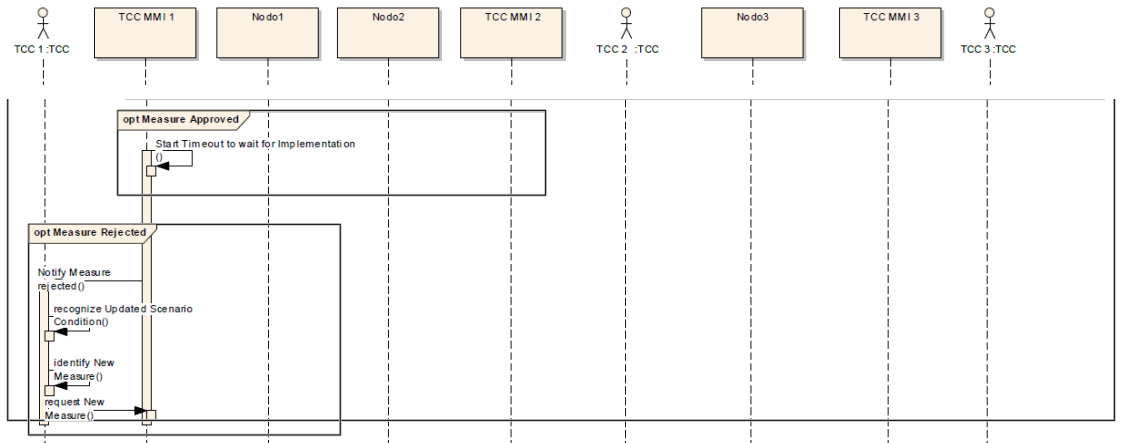 TCC MMI 1
Nodo1
Nodo2
TCC MMI 2
Nodo3
TCC MMI 3
TCC 1 :TCC
TCC 2 :TCC
TCC 3 :TCC
opt Measure Approved
Start Timeout to wait for Implementation
()
opt Measure Rejected
Notify Measure
rejected()
recognize Updated Scenario
Condition()
identify New
Measure()
request New
Measure()